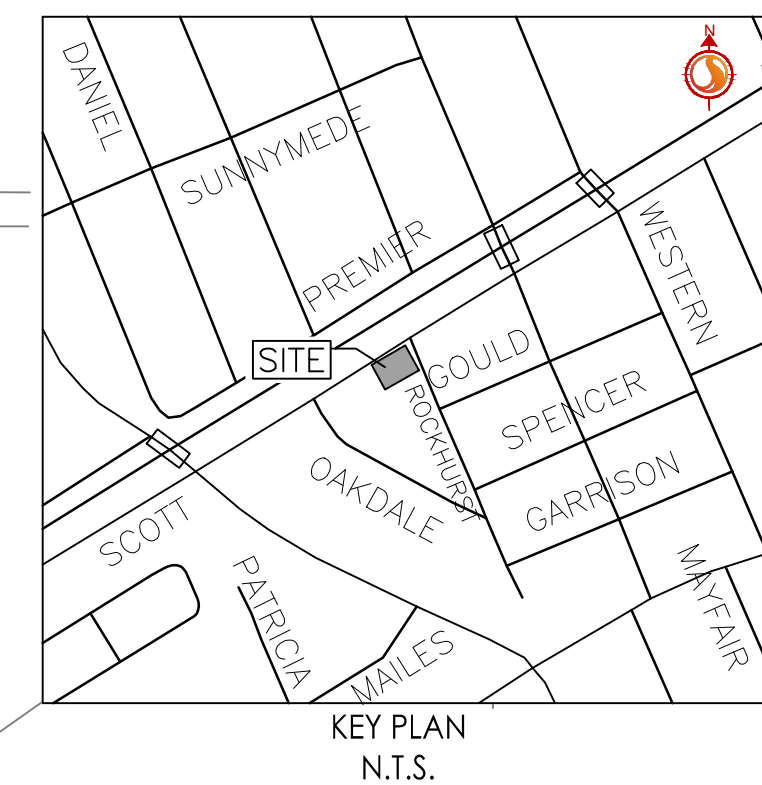 N
DANIEL
SUNNYMEDE
PREMIER
WESTERN
SITE
GOULD
ROCKHURST
SPENCER
OAKDALE
GARRISON
SCOTT
PATRICIA
MAILES
MAYFAIR
KEY PLAN
N.T.S.